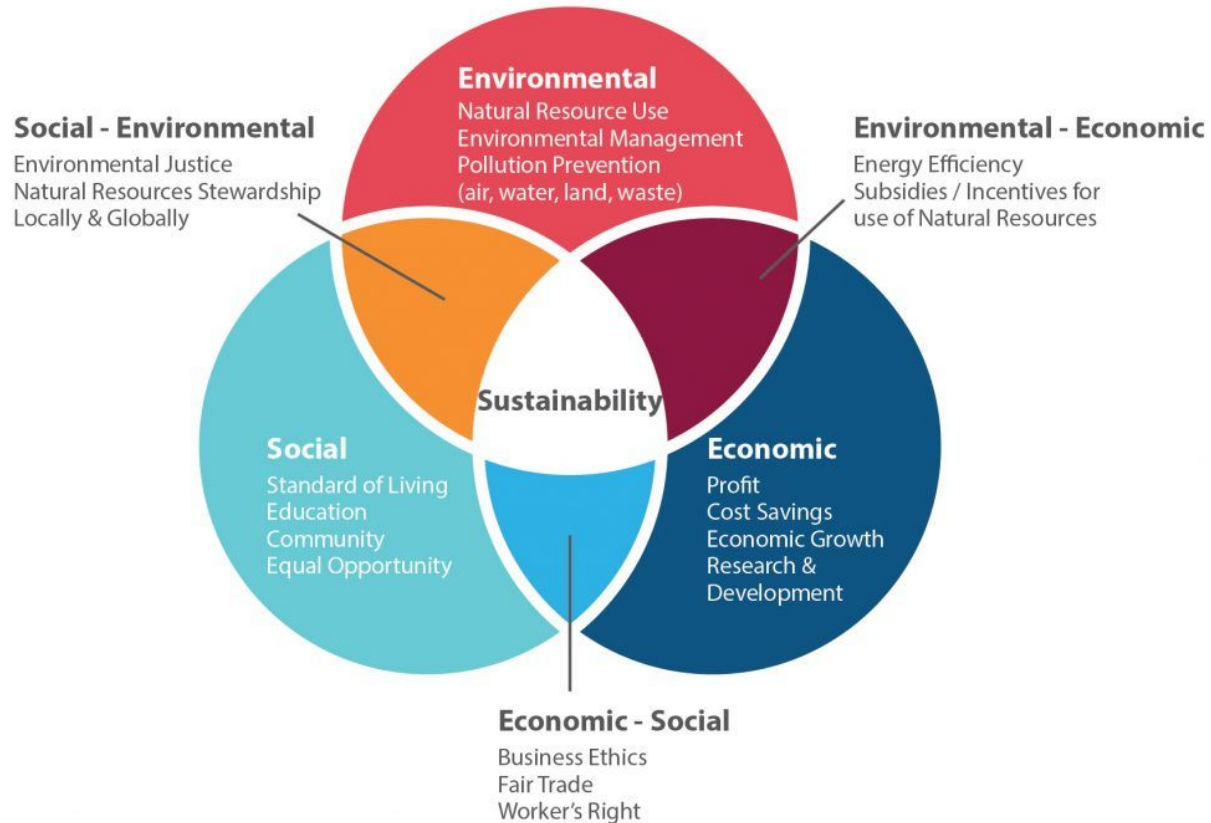 Environmental
Natural Resource Use
Environmental Management
Pollution Prevention
(air, water, land, waste)
Social - Environmental
Environmental Justice
Natural Resources Stewardship
Locally & Globally
Environmental - Economic
Energy Efficiency
Subsidies / Incentives for
use of Natural Resources
Sustainability
Social
Standard of Living
Education
Community
Equal Opportunity
Economic
Profit
Cost Savings
Economic Growth
Research &
Development
Economic - Social
Business Ethics
Fair Trade
Worker's Right